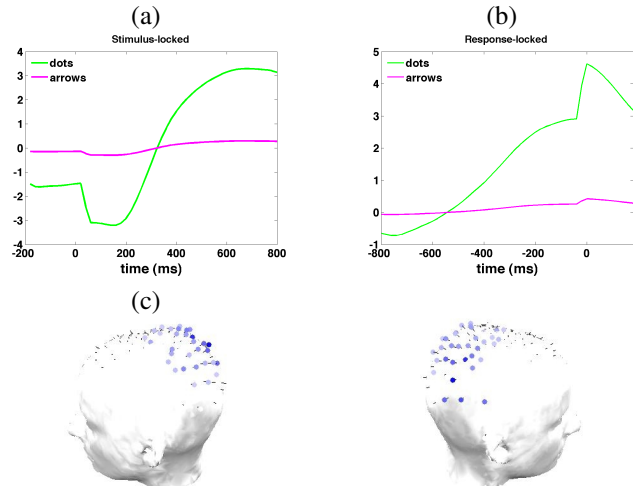 (a)
Stimulus-locked
4
3
2
1
0
-1
-2
-3
-4
dots
arrows
-200 0 200 400 600 800
time (ms)
(b)
Response-locked
5
4
3
2
1
0
-1
dots
arrows
-800 -600 -400 -200 0 200
time (ms)
(c)